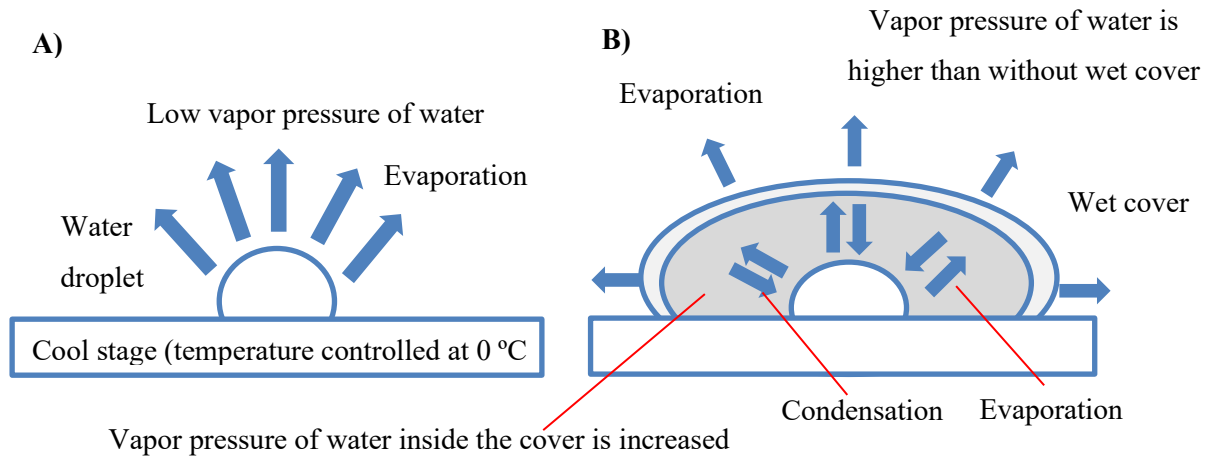 A)
Low vapor pressure of water
Evaporation
Water
droplet
Cool stage (temperature controlled at 0 ºC
B)
Vapor pressure of water is
higher than without wet cover
Evaporation
Wet cover
Condensation
Evaporation
Vapor pressure of water inside the cover is increased